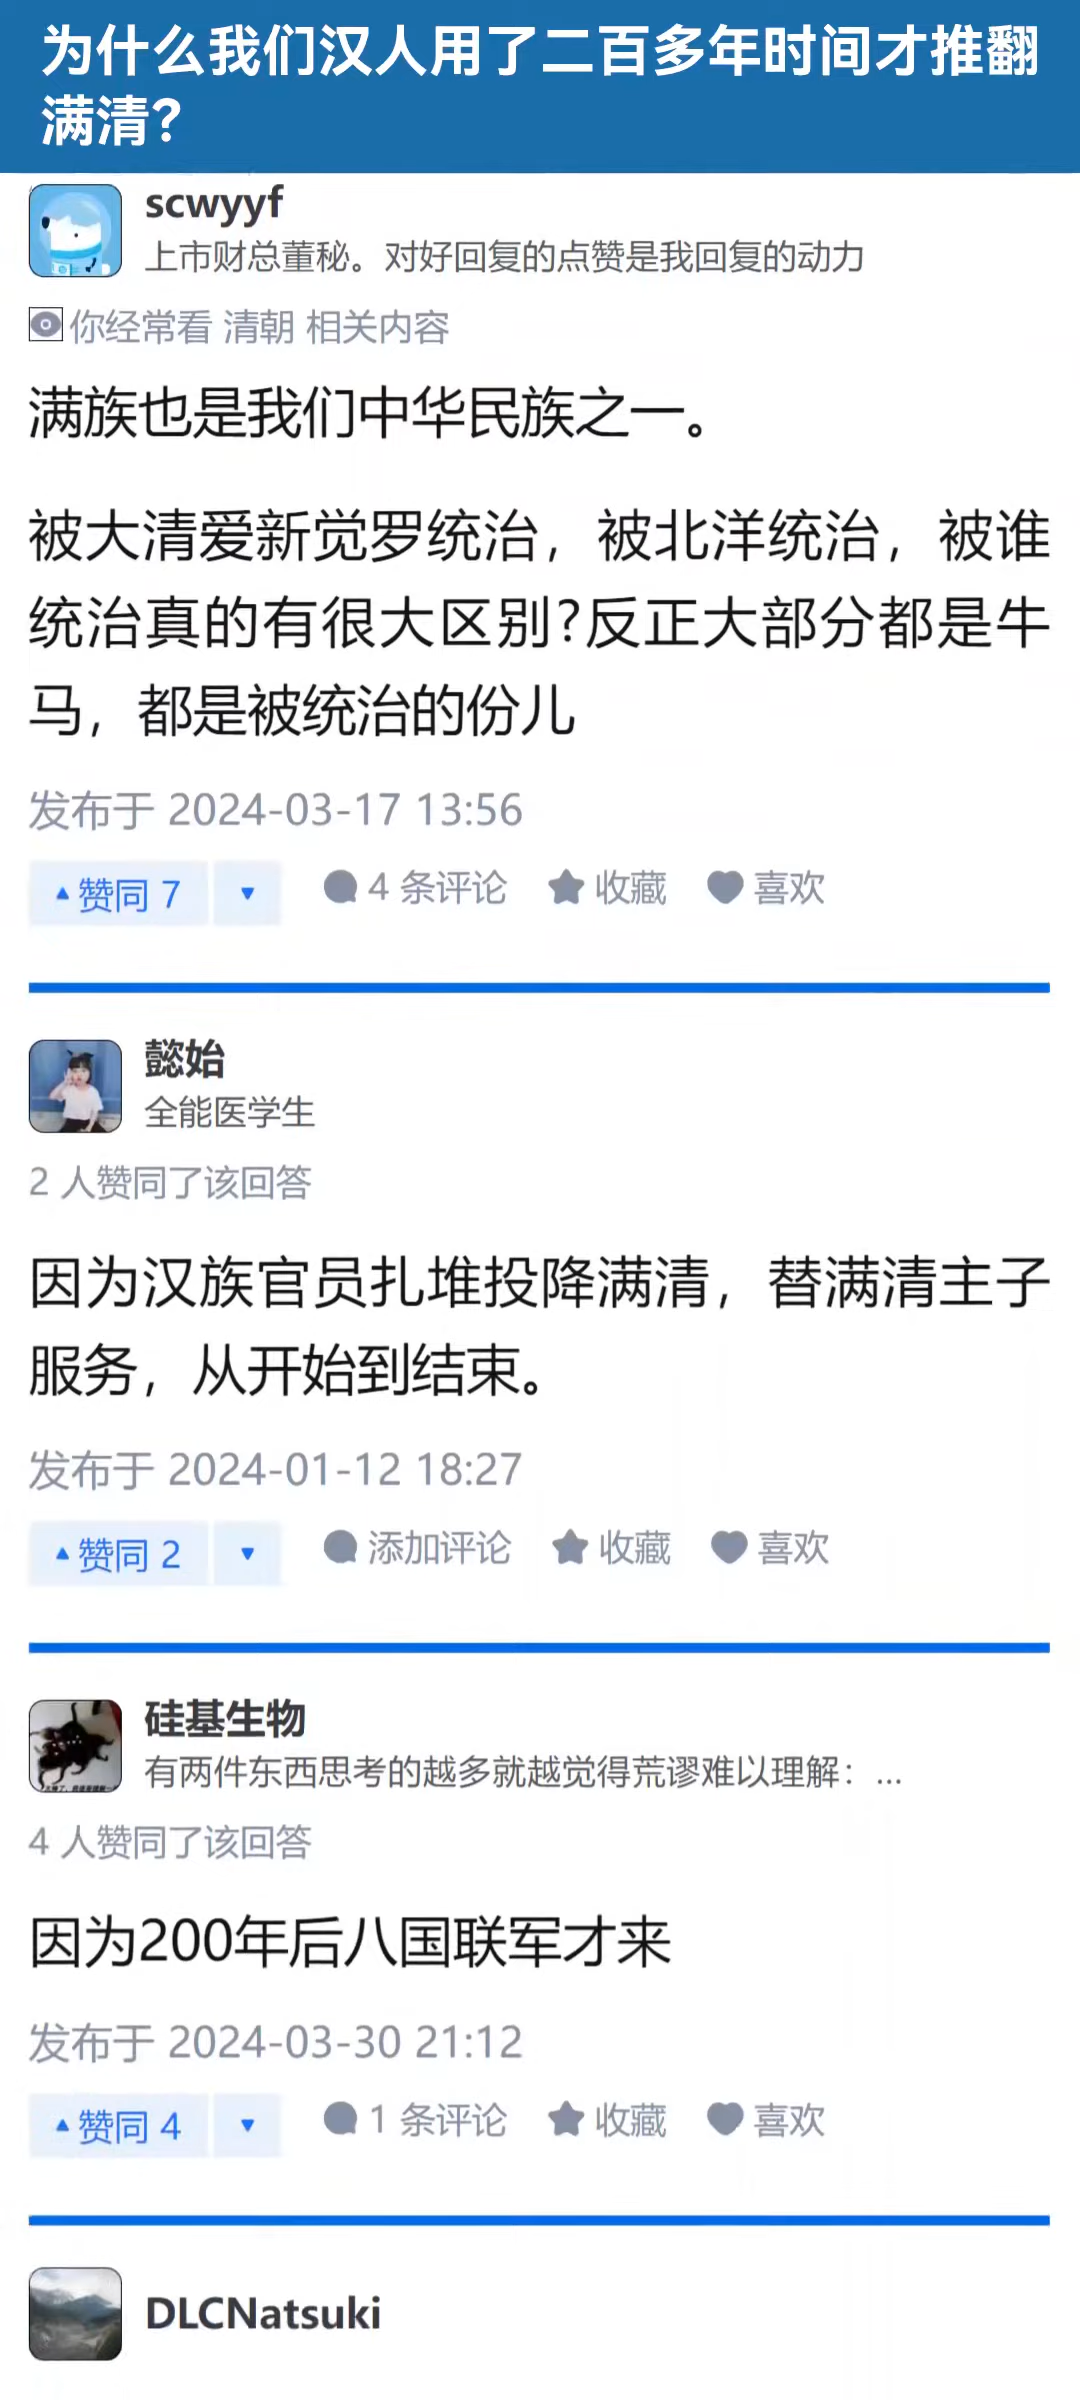 为什么我们汉人用了二百多年时间才推翻
满清？
scwyyf
上市财总董秘。对好回复的点赞是我回复的动力
你经常看 清朝 相关内容
满族也是我们中华民族之一。
被大清爱新觉罗统治，被北洋统治，被谁
统治真的有很大区别?反正大部分都是牛
马，都是被统治的份儿
发布于 2024-03-17 13:56
赞同 7
4 条评论
收藏
喜欢
懿始
全能医学生
2 人赞同了该回答
因为汉族官员扎堆投降满清，替满清主子
服务，从开始到结束。
发布于 2024-01-12 18:27
赞同 2
添加评论
收藏
喜欢
硅基生物
有两件东西思考的越多就越觉得荒谬难以理解：...
4 人赞同了该回答
因为200年后八国联军才来
发布于 2024-03-30 21:12
赞同 4
1 条评论
收藏
喜欢
DLCNatsuki